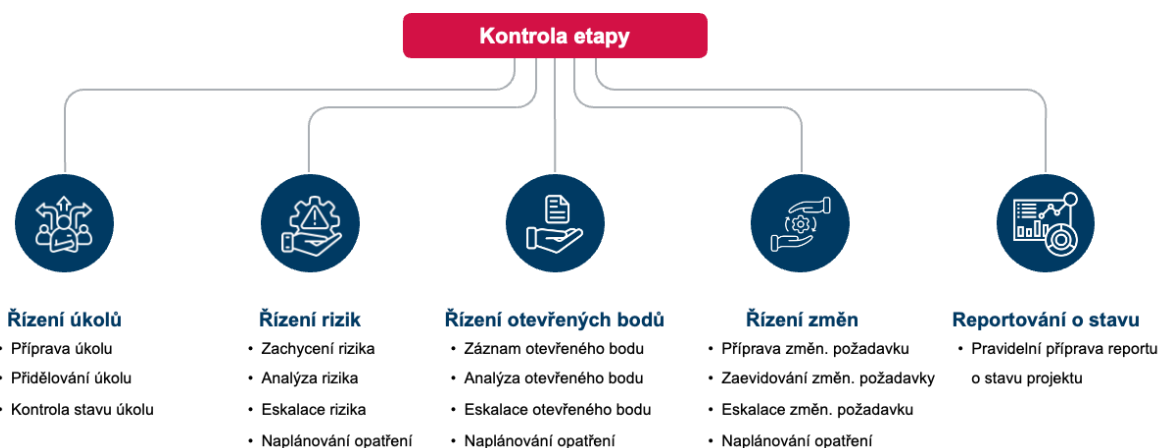 Kontrola etapy
Řízení úkolů
• Příprava úkolu
• Přidělování úkolu
• Kontrola stavu úkolu
Řízení rizik
• Zachycení rizika
• Analýza rizika
• Eskalace rizika
• Naplánování opatření
Řízení otevřených bodů
• Záznam otevřeného bodu
• Analýza otevřeného bodu
• Eskalace otevřeného bodu
• Naplánování opatření
Řízení změn
• Příprava změn. požadavku
• Zaevidování změn. požadavky
• Eskalace změn. požadavku
• Naplánování opatření
Reportování o stavu
• Pravidelní příprava reportu
o stavu projektu